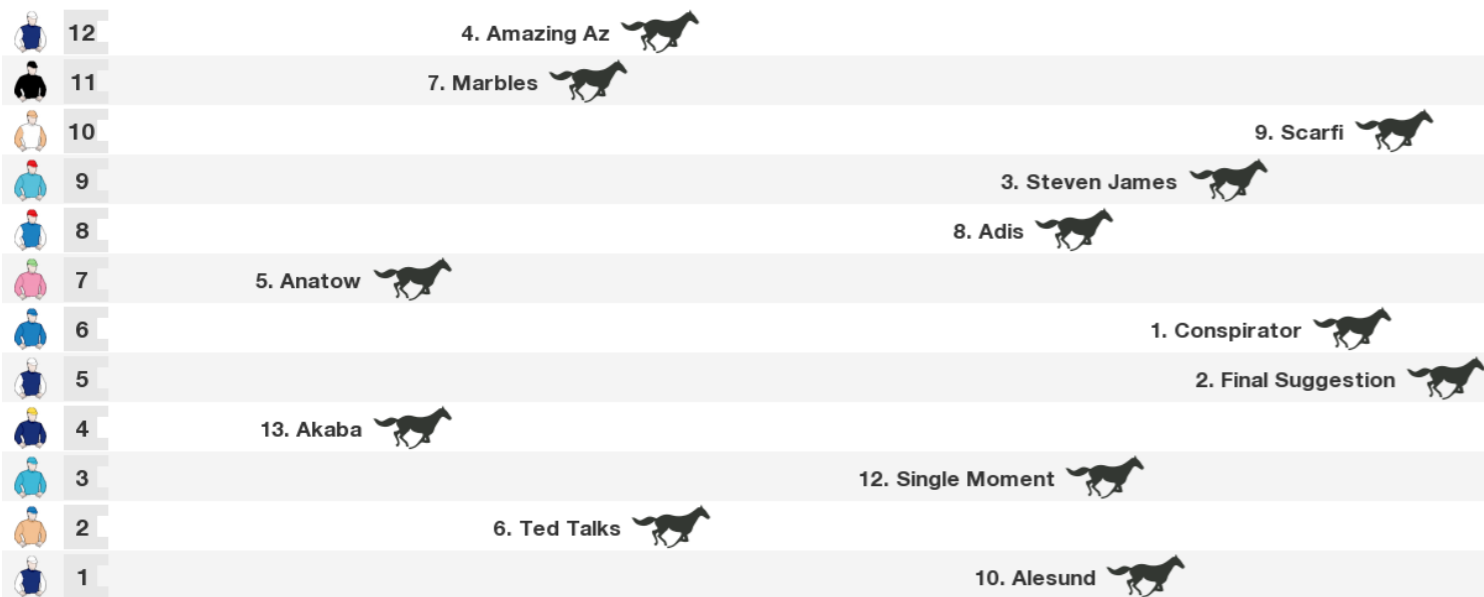 12 4. Amazing Az
11 7. Marbles
10 9. Scarfi
9 3. Steven James
8 8. Adis
7 5. Anatow
6 1. Conspirator
5 2. Final Suggestion
4 13. Akaba
3 12. Single Moment
2 6. Ted Talks
1 10. Alesund